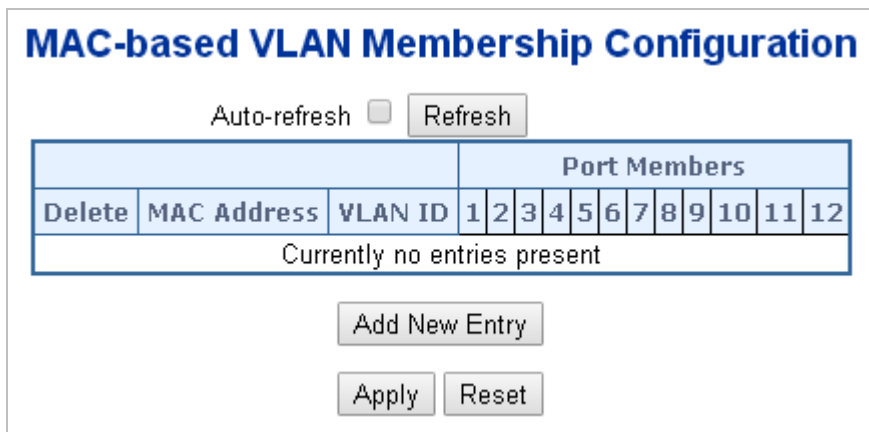 MAC-based VLAN Membership Configuration
Auto-refresh Refresh
Port Members
Delete MAC Address VLAN ID 1 2 3 4 5 6 7 8 9 10 11 12
Currently no entries present
Add New Entry
Apply Reset